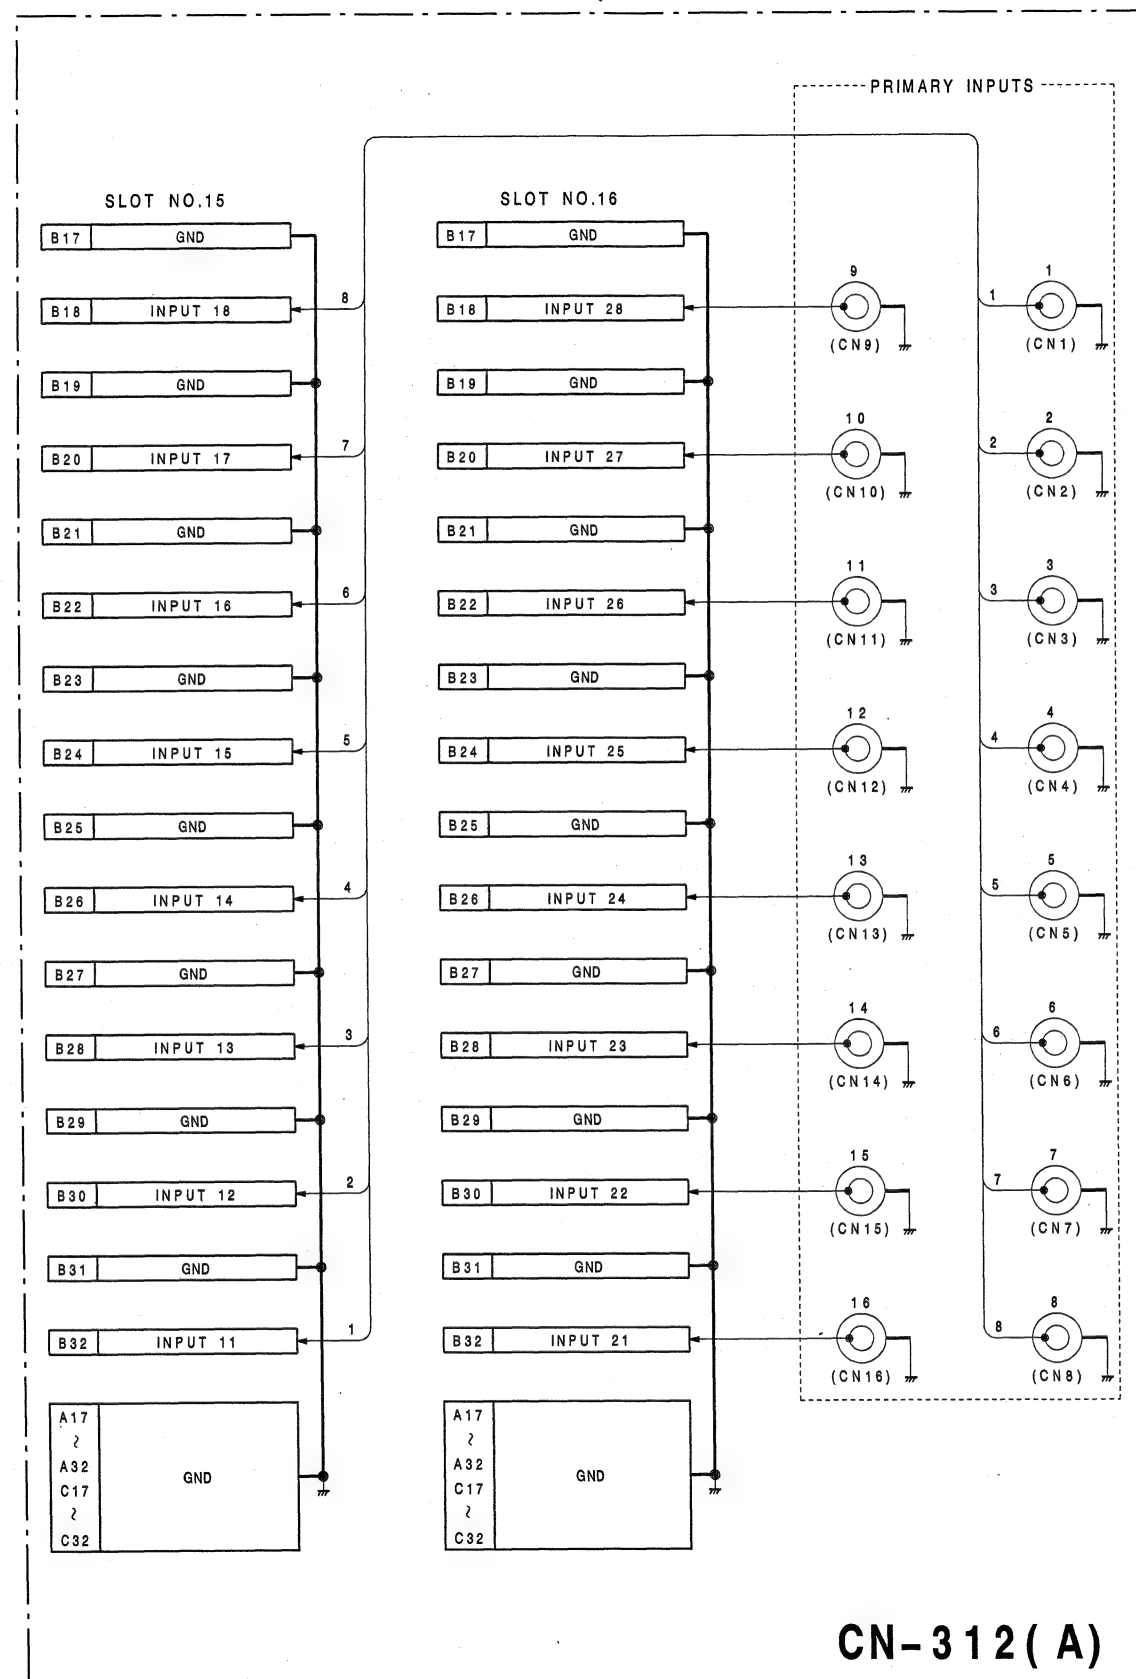 PRIMARY INPUTS
SLOT NO.15
B17 GND
B18 INPUT 18 8
B19 GND
B20 INPUT 17 7
B21 GND
B22 INPUT 16 6
B23 GND
B24 INPUT 15 5
B25 GND
B26 INPUT 14 4
B27 GND
B28 INPUT 13 3
B29 GND
B30 INPUT 12 2
B31 GND
B32 INPUT 11 1
A17
~
A32
C17
~
C32
GND
SLOT NO.16
B17 GND
B18 INPUT 28
B19 GND
B20 INPUT 27
B21 GND
B22 INPUT 26
B23 GND
B24 INPUT 25
B25 GND
B26 INPUT 24
B27 GND
B28 INPUT 23
B29 GND
B30 INPUT 22
B31 GND
B32 INPUT 21
A17
~
A32
C17
~
C32
GND
9
(CN9)
10
(CN10)
11
(CN11)
12
(CN12)
13
(CN13)
14
(CN14)
15
(CN15)
16
(CN16)
1
1
(CN1)
2
2
(CN2)
3
3
(CN3)
4
4
(CN4)
5
5
(CN5)
6
6
(CN6)
7
7
(CN7)
8
8
(CN8)
CN-312(A)